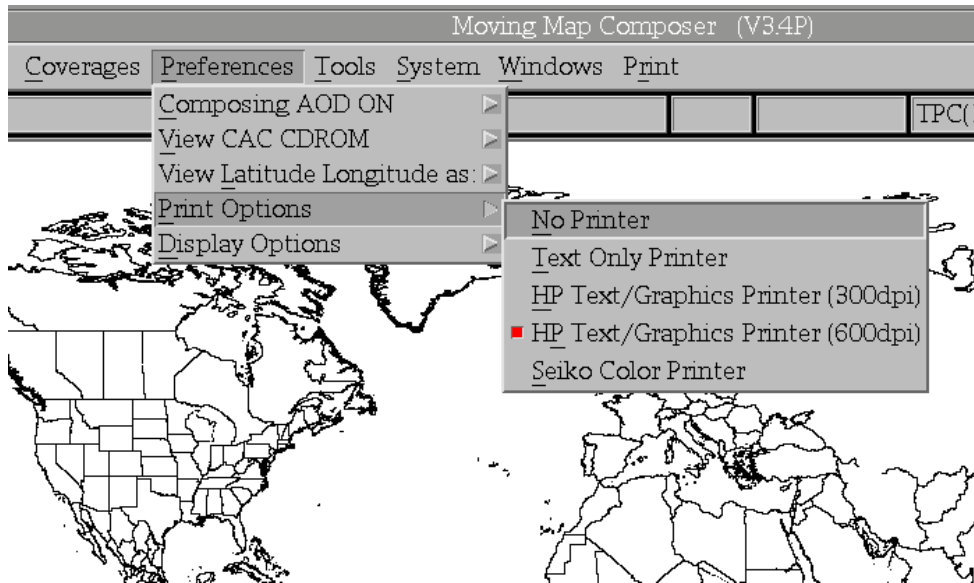 Moving Map Composer (V3.4P)
Coverages Preferences Tools System Windows Print
TPC(
Composing AOD ON
View CAC CDROM
View Latitude Longitude as:
Print Options
Display Options
No Printer
Text Only Printer
HP Text/Graphics Printer (300dpi)
HP Text/Graphics Printer (600dpi)
Seiko Color Printer